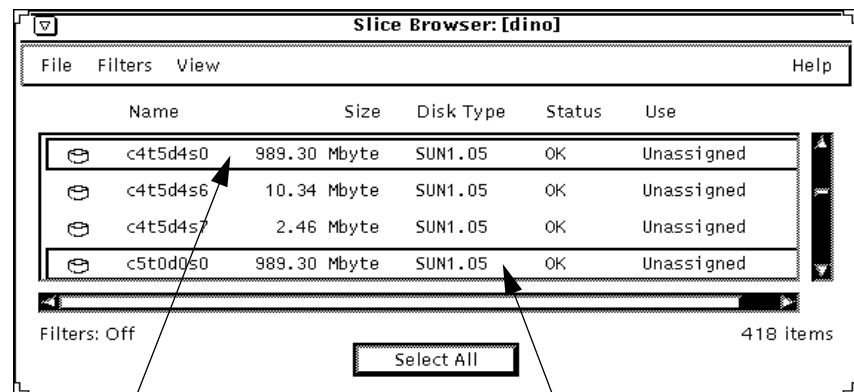 Slice Browser: [dino]
File Filters View Help
Name Size Disk Type Status Use
c4t5d4s0 989.30 Mbyte SUN1.05 OK Unassigned
c4t5d4s6 10.34 Mbyte SUN1.05 OK Unassigned
c4t5d4s7 2.46 Mbyte SUN1.05 OK Unassigned
c5t0d0s0 989.30 Mbyte SUN1.05 OK Unassigned
Filters: Off 418 items
Select All